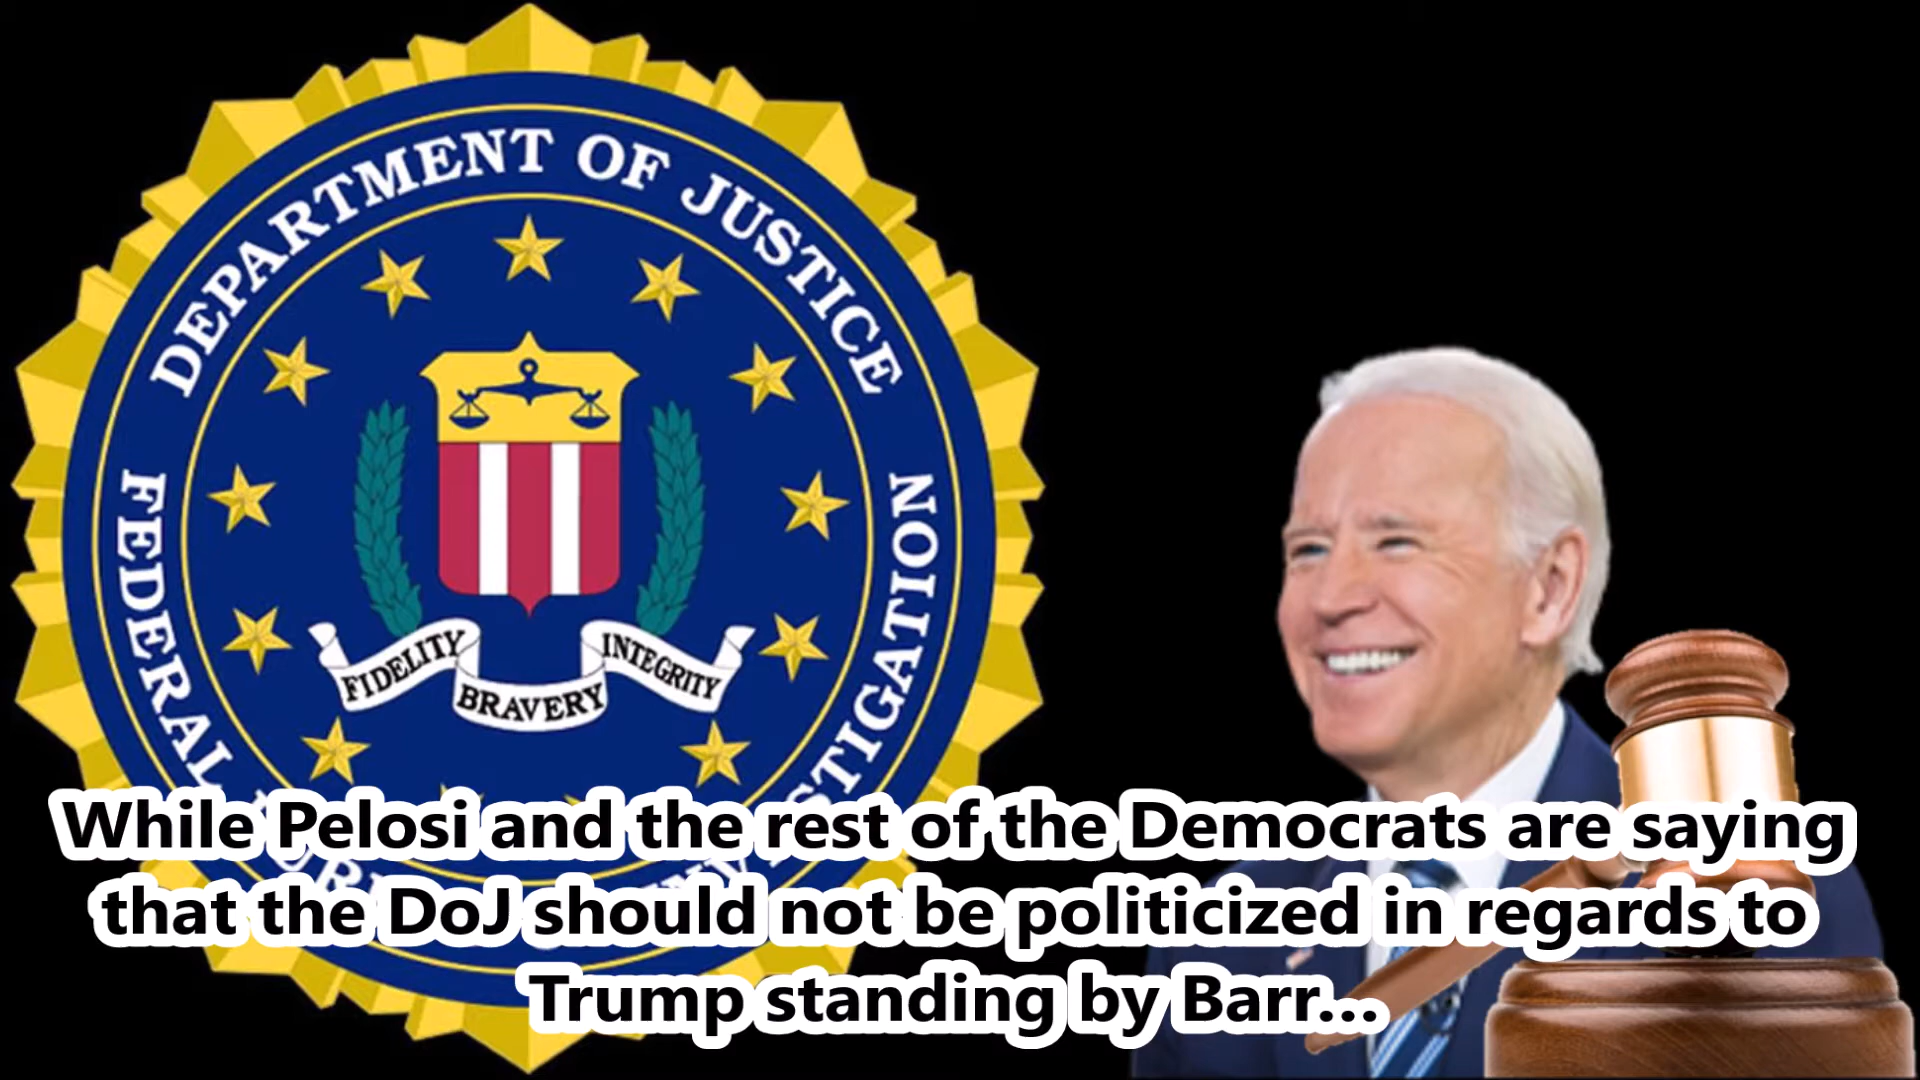 DEPARTMENT OF JUSTICE
FEDERAL
STIGATION
FIDELITY
BRAVERY
INTEGRITY
While Pelosi and the rest of the Democrats are saying
that the DoJ should not be politicized in regards to
Trump standing by Barr...